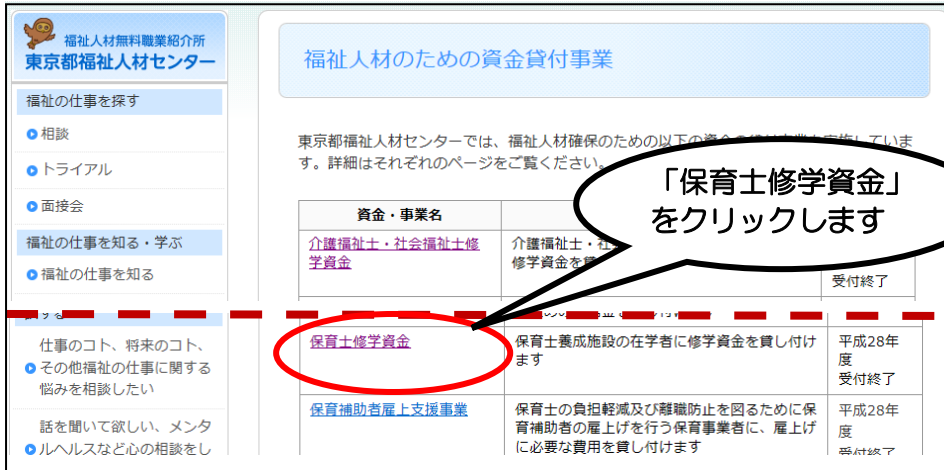 福祉人材無料職業紹介所
東京都福祉人材センター
福祉の仕事を探す
相談
トライアル
面接会
福祉の仕事を知る・学ぶ
福祉の仕事を知る
仕事のコト、将来のコト、
その他福祉の仕事に関する
悩みを相談したい
話を聞いて欲しい、メンタ
ルヘルスなど心の相談をし
福祉人材のための資金貸付事業
東京都福祉人材センターでは、福祉人材確保のための以下の資金の貸付事業を実施していま
す。詳細はそれぞれのページをご覧ください。
「保育士修学資金」
をクリックします
資金・事業名
介護福祉士・社会福祉士修
学資金
介護福祉士・社
修学資金を
受付終了
保育士修学資金
保育士養成施設の在学者に修学資金を貸し付け
ます
平成28年
度
受付終了
保育補助者雇上支援事業
保育士の負担軽減及び離職防止を図るために保
育補助者の雇上げを行う保育事業者に、雇上げ
に必要な費用を貸し付けます
平成28年
度
受付終了